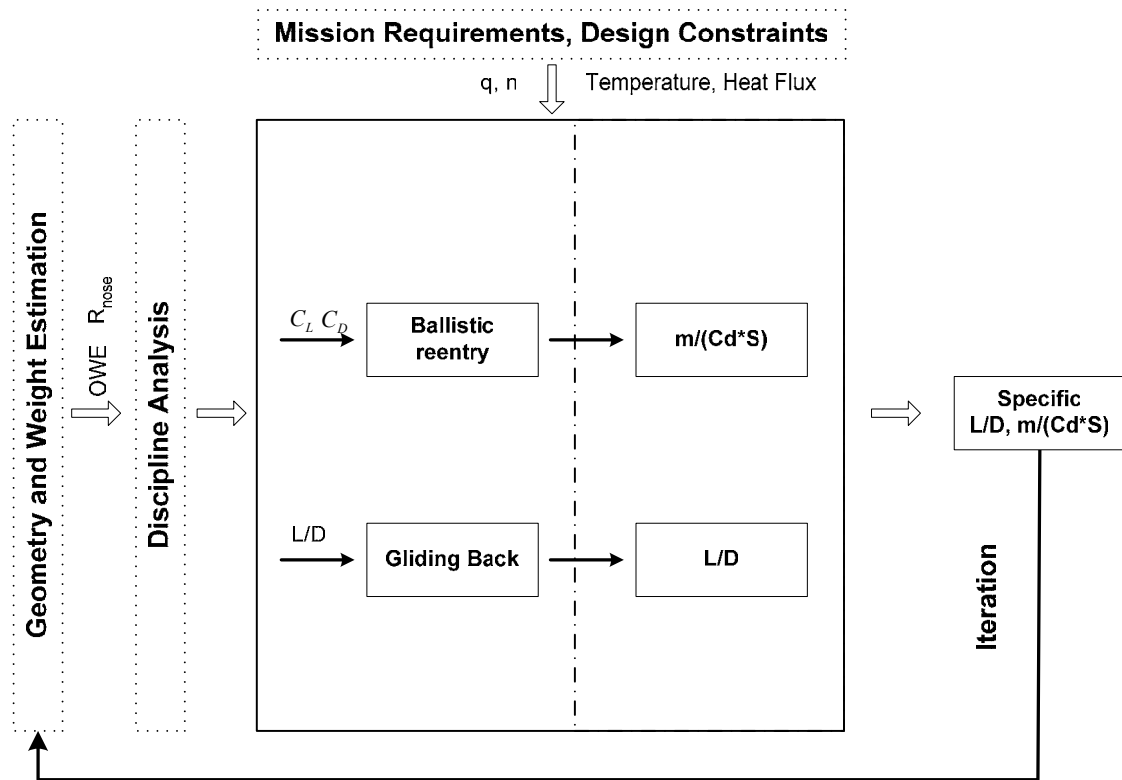 Mission Requirements, Design Constraints
q, n
Temperature, Heat Flux
Geometry and Weight Estimation
OWE R_nose
Discipline Analysis
C_L C_D
Ballistic
reentry
m/(Cd*S)
L/D
Gliding Back
L/D
Specific
L/D, m/(Cd*S)
Iteration